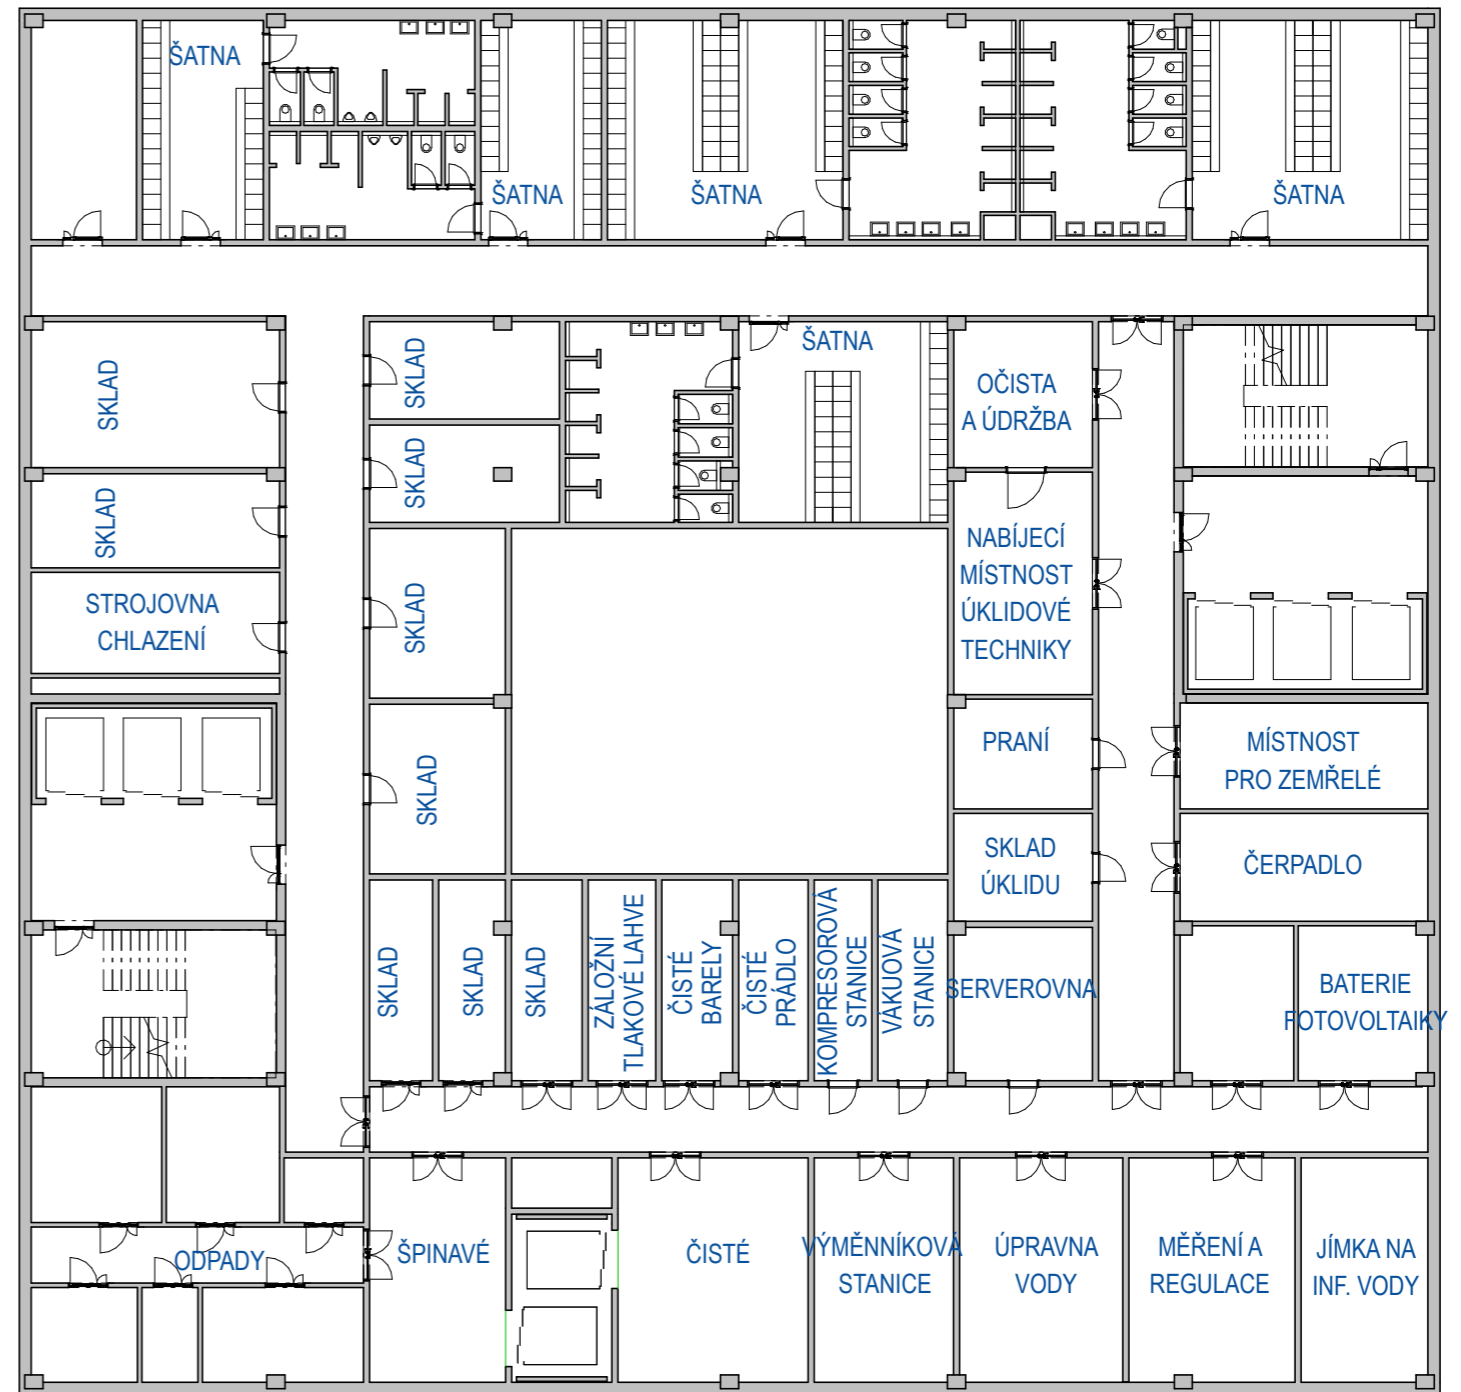 ŠATNA
ŠATNA
ŠATNA
ŠATNA
SKLAD
SKLAD
ŠATNA
OČISTA
A ÚDRŽBA
SKLAD
SKLAD
NABÍJECÍ
MÍSTNOST
ÚKLIDOVÉ
TECHNIKY
STROJOVNA
CHLAZENÍ
SKLAD
SKLAD
PRANÍ
MÍSTNOST
PRO ZEMŘELÉ
SKLAD
ÚKLIDU
ČERPADLO
SKLAD
SKLAD
SKLAD
ZÁLOŽNÍ
TLAKOVÉ LAHVE
ČISTÉ
BARELY
ČISTÉ
PRÁDLO
KOMPRESOROVÁ
STANICE
VÁKUOVÁ
STANICE
SERVEROVNA
BATERIE
FOTOVOLTAIKY
ODPADY
ŠPINAVÉ
ČISTÉ
VÝMĚNNÍKOVÁ
STANICE
ÚPRAVNA
VODY
MĚŘENÍ A
REGULACE
JÍMKA NA
INF. VODY